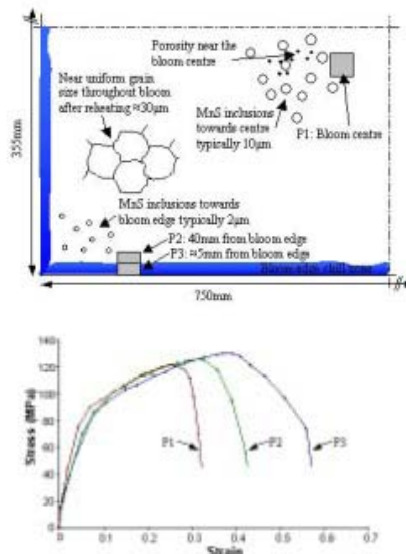 Porosity near the
bloom centre
Near uniform grain
size throughout bloom
after reheating ≈30µm
MnS inclusions
towards centre
typically 10µm
P1: Bloom centre
355mm
MnS inclusions towards
bloom edge typically 2µm
P2: 40mm from bloom edge
P3: ≈5mm from bloom edge
Bloom edge chill zone
750mm
Stress (MPa)
140
120
100
80
60
40
20
0
P1
P2
P3
0 0.1 0.2 0.3 0.4 0.5 0.6 0.7
Strain